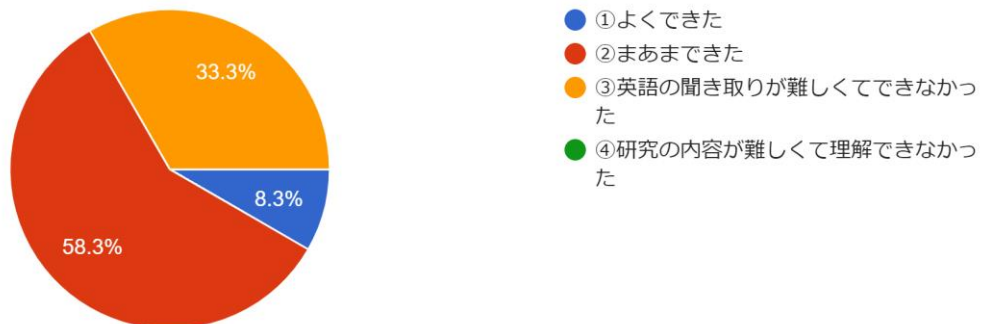 33.3%
8.3%
58.3%
①よくできた
②まあまできた
③英語の聞き取りが難しくてできなかっ
た
④研究の内容が難しくて理解できなかっ
た